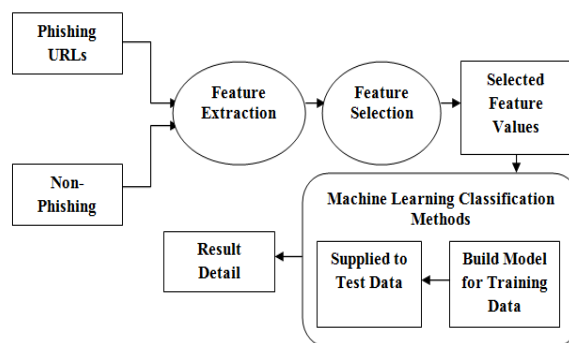 Phishing
URLs
Feature
Extraction
Feature
Selection
Selected
Feature
Values
Non-
Phishing
Machine Learning Classification
Methods
Result
Detail
Supplied to
Test Data
Build Model
for Training
Data